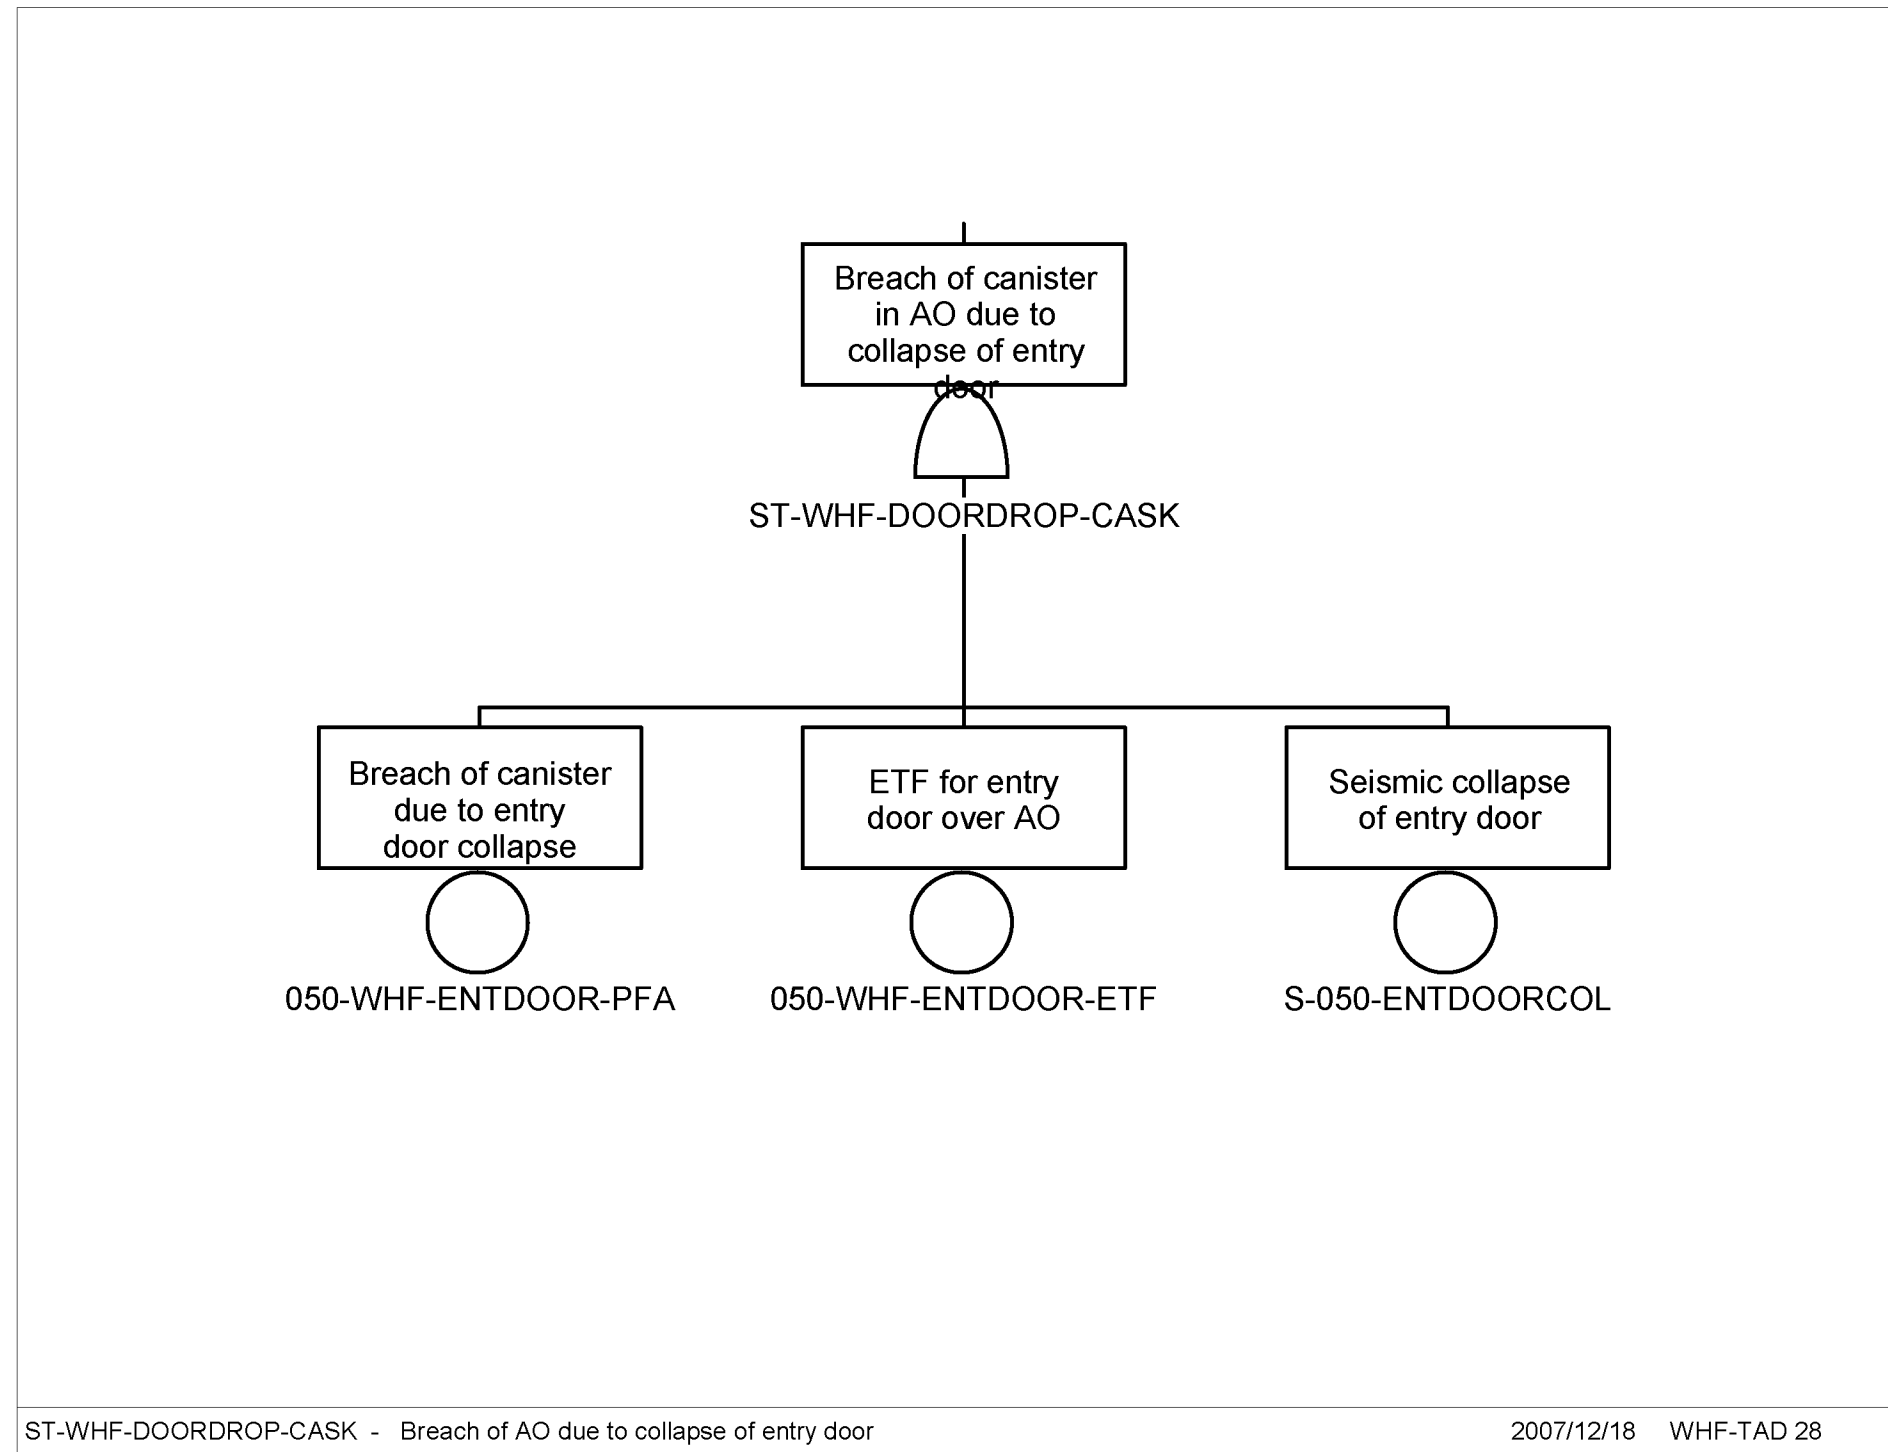 Breach of canister
in AO due to
collapse of entry
door
ST-WHF-DOORDROP-CASK
Breach of canister
due to entry
door collapse
050-WHF-ENTDOOR-PFA
ETF for entry
door over AO
050-WHF-ENTDOOR-ETF
Seismic collapse
of entry door
S-050-ENTDOORCOL
ST-WHF-DOORDROP-CASK - Breach of AO due to collapse of entry door
2007/12/18 WHF-TAD 28